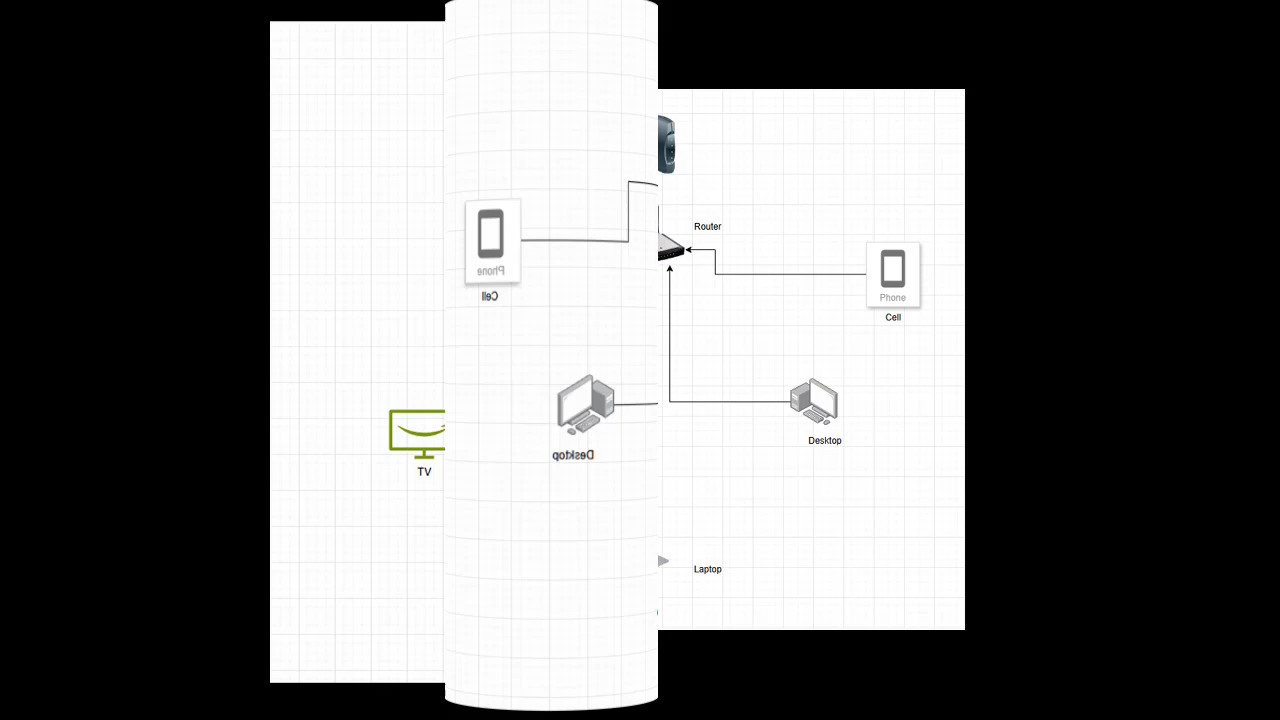 Router
Phone
Cell
Phone
Cell
Desktop
Desktop
TV
Laptop